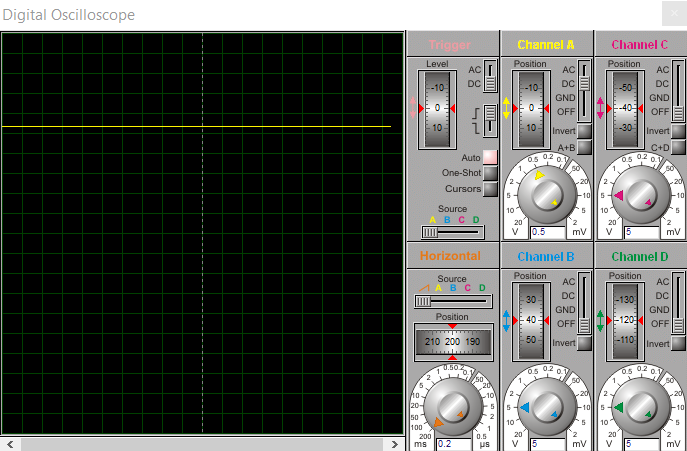 Digital Oscilloscope
Trigger
Level
-10
0
10
AC
DC
Auto
One-Shot
Cursors
Source
A B C D
Channel A
Position
-10
0
10
AC
DC
GND
OFF
Invert
A+B
20 10 5 2 1 0.5 0.2 0.1 50 20 10 5 2
V 0.5 mV
Channel C
Position
-50
-40
-30
AC
DC
GND
OFF
Invert
C+D
20 10 5 2 1 0.5 0.2 0.1 50 20 10 5 2
V 5 mV
Horizontal
Source
A B C D
Position
210 200 190
200 100 50 20 10 5 2 1 0.5 0.2 0.1 50 20 10 5 2 1 0.5
ms 0.2 µs
Channel B
Position
30
40
50
AC
DC
GND
OFF
Invert
20 10 5 2 1 0.5 0.2 0.1 50 20 10 5 2
V 5 mV
Channel D
Position
-130
-120
-110
AC
DC
GND
OFF
Invert
20 10 5 2 1 0.5 0.2 0.1 50 20 10 5 2
V 5 mV